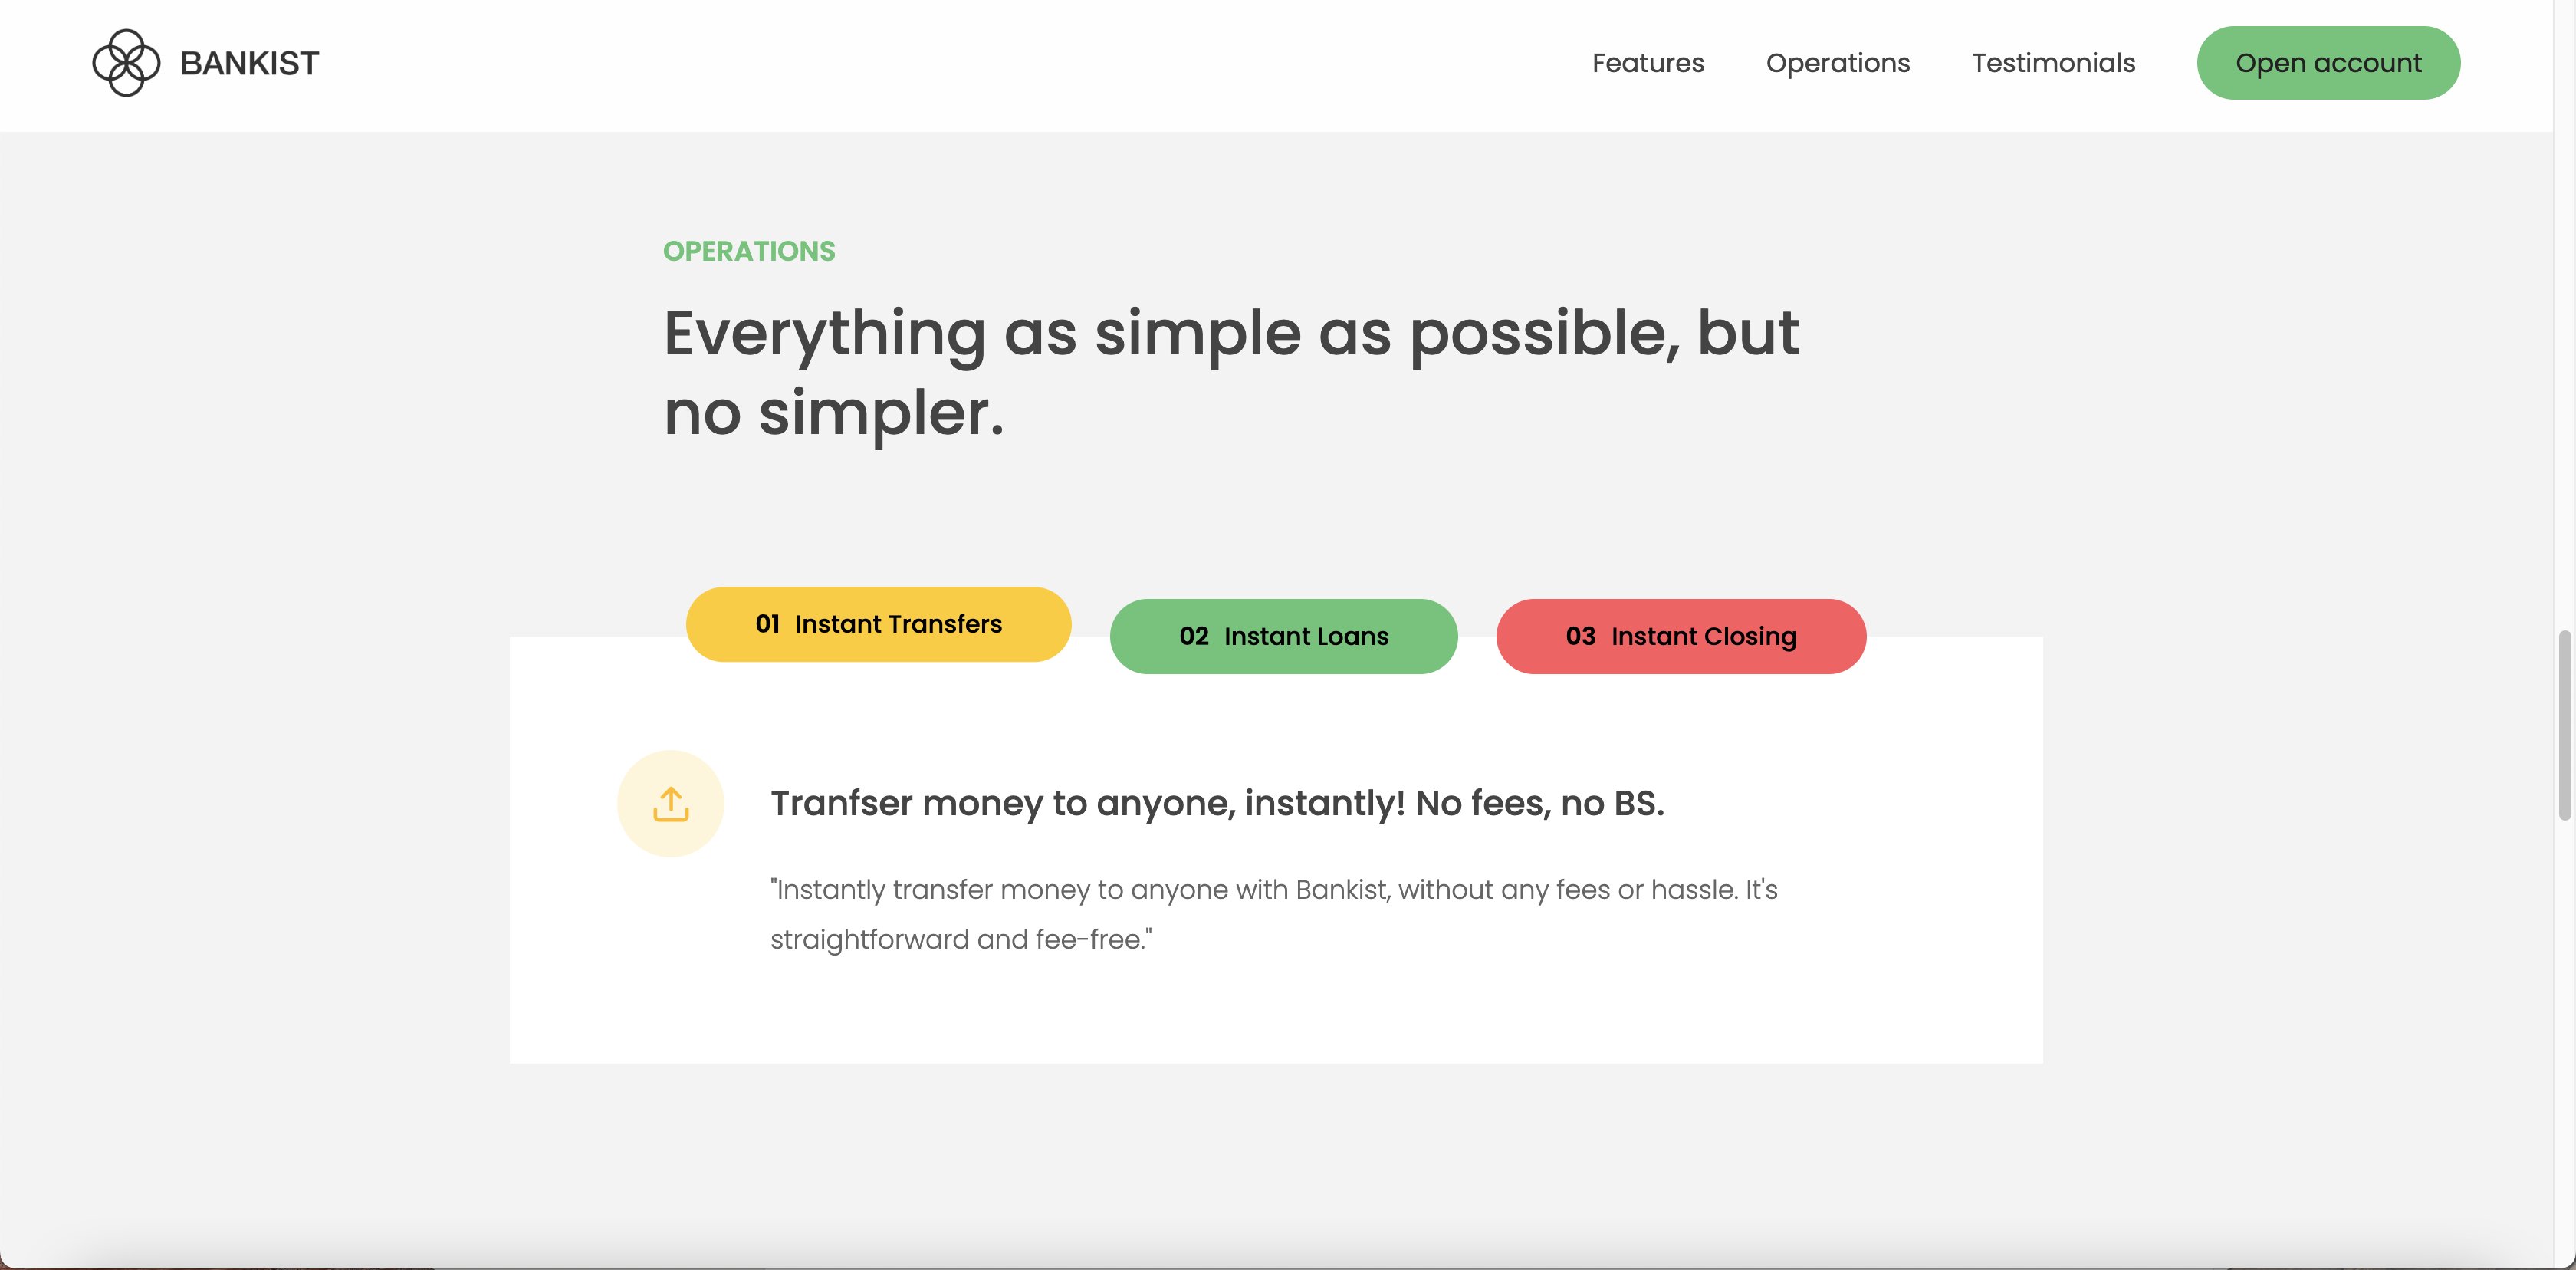 BANKIST
Features
Operations
Testimonials
Open account
OPERATIONS
Everything as simple as possible, but
no simpler.
01 Instant Transfers
02 Instant Loans
03 Instant Closing
Tranfser money to anyone, instantly! No fees, no BS.
"Instantly transfer money to anyone with Bankist, without any fees or hassle. It's
straightforward and fee-free."